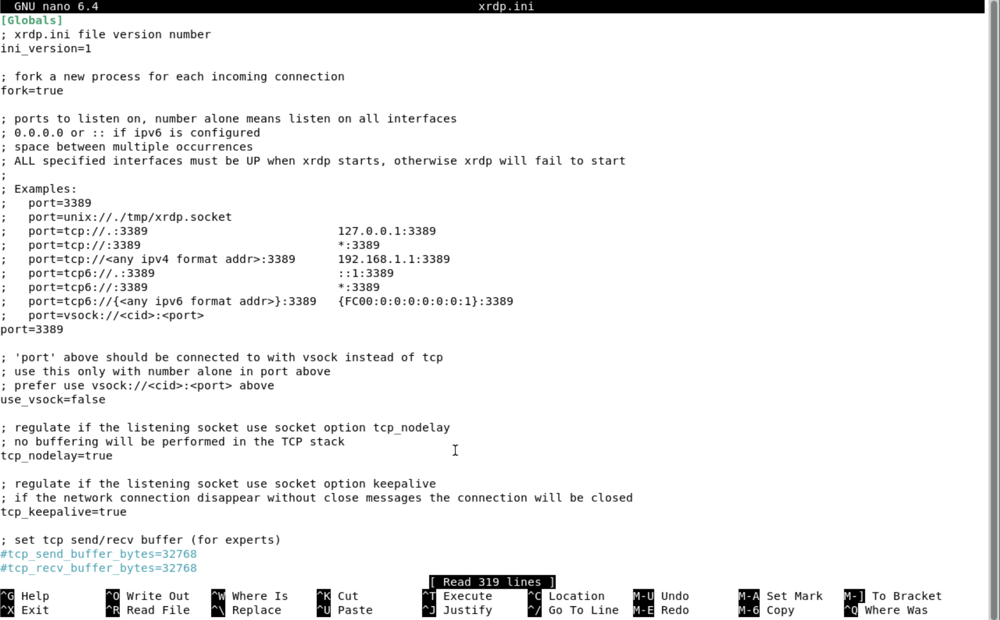 GNU nano 6.4 xrdp.ini
[Globals]
; xrdp.ini file version number
ini_version=1

; fork a new process for each incoming connection
fork=true

; ports to listen on, number alone means listen on all interfaces
; 0.0.0.0 or :: if ipv6 is configured
; space between multiple occurrences
; ALL specified interfaces must be UP when xrdp starts, otherwise xrdp will fail to start
;
; Examples:
;   port=3389
;   port=unix://./tmp/xrdp.socket
;   port=tcp://.:3389                           127.0.0.1:3389
;   port=tcp://:3389                            *:3389
;   port=tcp://<any ipv4 format addr>:3389      192.168.1.1:3389
;   port=tcp6://.:3389                          ::1:3389
;   port=tcp6://:3389                           *:3389
;   port=tcp6://{<any ipv6 format addr>}:3389   {FC00:0:0:0:0:0:0:1}:3389
;   port=vsock://<cid>:<port>
port=3389

; 'port' above should be connected to with vsock instead of tcp
; use this only with number alone in port above
; prefer use vsock://<cid>:<port> above
use_vsock=false

; regulate if the listening socket use socket option tcp_nodelay
; no buffering will be performed in the TCP stack
tcp_nodelay=true

; regulate if the listening socket use socket option keepalive
; if the network connection disappear without close messages the connection will be closed
tcp_keepalive=true

; set tcp send/recv buffer (for experts)
#tcp_send_buffer_bytes=32768
#tcp_recv_buffer_bytes=32768
[ Read 319 lines ]
^G Help ^O Write Out ^W Where Is ^K Cut ^T Execute ^C Location M-U Undo M-A Set Mark M-] To Bracket
^X Exit ^R Read File ^\ Replace ^U Paste ^J Justify ^/ Go To Line M-E Redo M-6 Copy ^Q Where Was